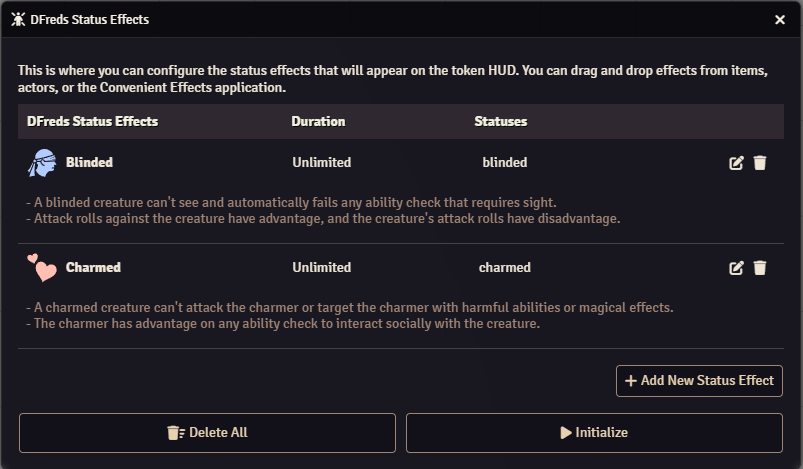 DFreds Status Effects
This is where you can configure the status effects that will appear on the token HUD. You can drag and drop effects from items,
actors, or the Convenient Effects application.
DFreds Status Effects Duration Statuses
Blinded Unlimited blinded
- A blinded creature can't see and automatically fails any ability check that requires sight.
- Attack rolls against the creature have advantage, and the creature's attack rolls have disadvantage.
Charmed Unlimited charmed
- A charmed creature can't attack the charmer or target the charmer with harmful abilities or magical effects.
- The charmer has advantage on any ability check to interact socially with the creature.
Add New Status Effect
Delete All Initialize